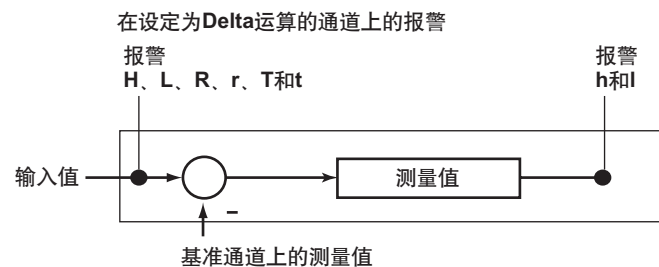 在设定为Delta运算的通道上的报警
报警
H、L、R、r、T和t
报警
h和l
输入值
测量值
–
基准通道上的测量值